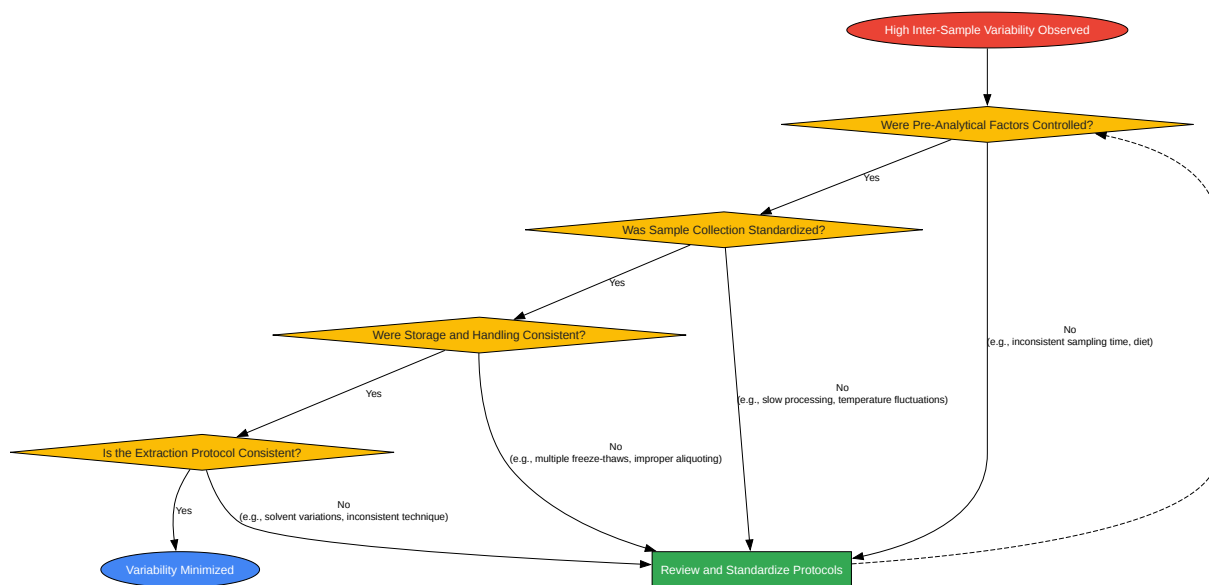 High Inter-Sample Variability Observed
Were Pre-Analytical Factors Controlled?
Yes
Was Sample Collection Standardized?
Yes
Were Storage and Handling Consistent?
No
(e.g., inconsistent sampling time, diet)
Yes
No
(e.g., slow processing, temperature fluctuations)
Is the Extraction Protocol Consistent?
No
(e.g., multiple freeze-thaws, improper aliquoting)
Yes
No
(e.g., solvent variations, inconsistent technique)
Variability Minimized
Review and Standardize Protocols